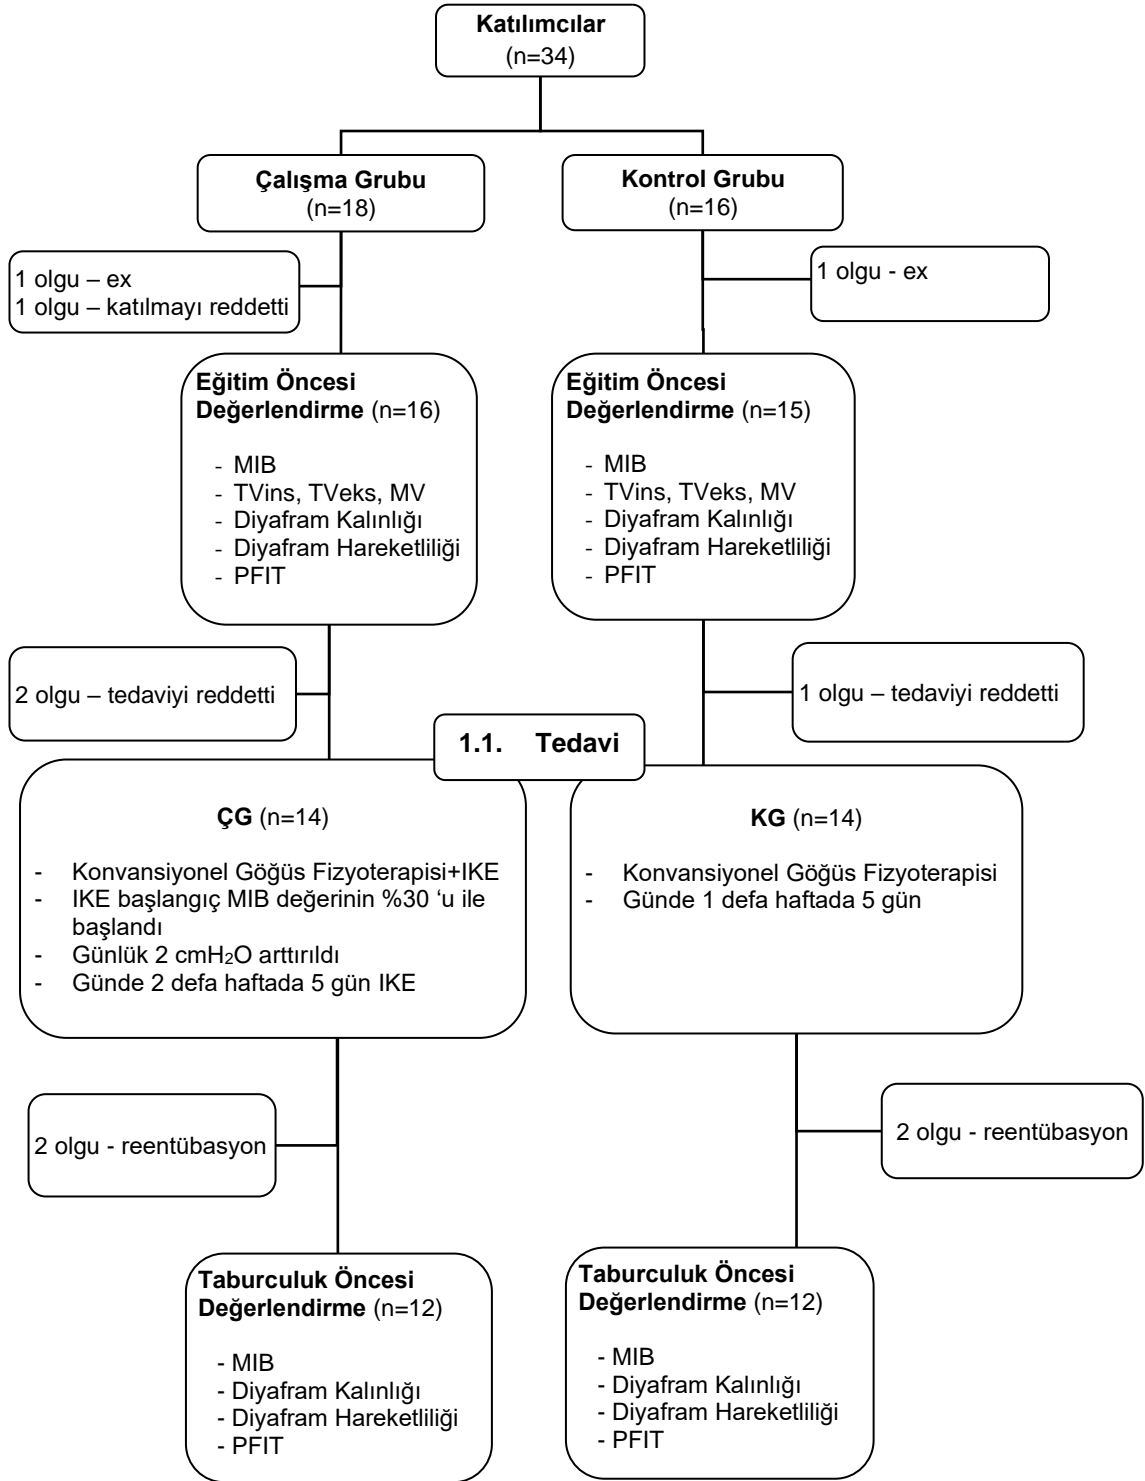 Katılımcılar
(n=34)
Çalışma Grubu
(n=18)
Kontrol Grubu
(n=16)
1 olgu – ex
1 olgu – katılmayı reddetti
1 olgu - ex
Eğitim Öncesi
Değerlendirme (n=16)
- MIB
- TVins, TVeks, MV
- Diyafram Kalınlığı
- Diyafram Hareketliliği
- PFIT
Eğitim Öncesi
Değerlendirme (n=15)
- MIB
- TVins, TVeks, MV
- Diyafram Kalınlığı
- Diyafram Hareketliliği
- PFIT
2 olgu – tedaviyi reddetti
1 olgu – tedaviyi reddetti
1.1. Tedavi
ÇG (n=14)
- Konvansiyonel Göğüs Fizyoterapisi+IKE
- IKE başlangıç MIB değerinin %30 ‘u ile
başlandı
- Günlük 2 cmH₂O arttırıldı
- Günde 2 defa haftada 5 gün IKE
KG (n=14)
- Konvansiyonel Göğüs Fizyoterapisi
- Günde 1 defa haftada 5 gün
2 olgu - reentübasyon
2 olgu - reentübasyon
Taburculuk Öncesi
Değerlendirme (n=12)
- MIB
- Diyafram Kalınlığı
- Diyafram Hareketliliği
- PFIT
Taburculuk Öncesi
Değerlendirme (n=12)
- MIB
- Diyafram Kalınlığı
- Diyafram Hareketliliği
- PFIT